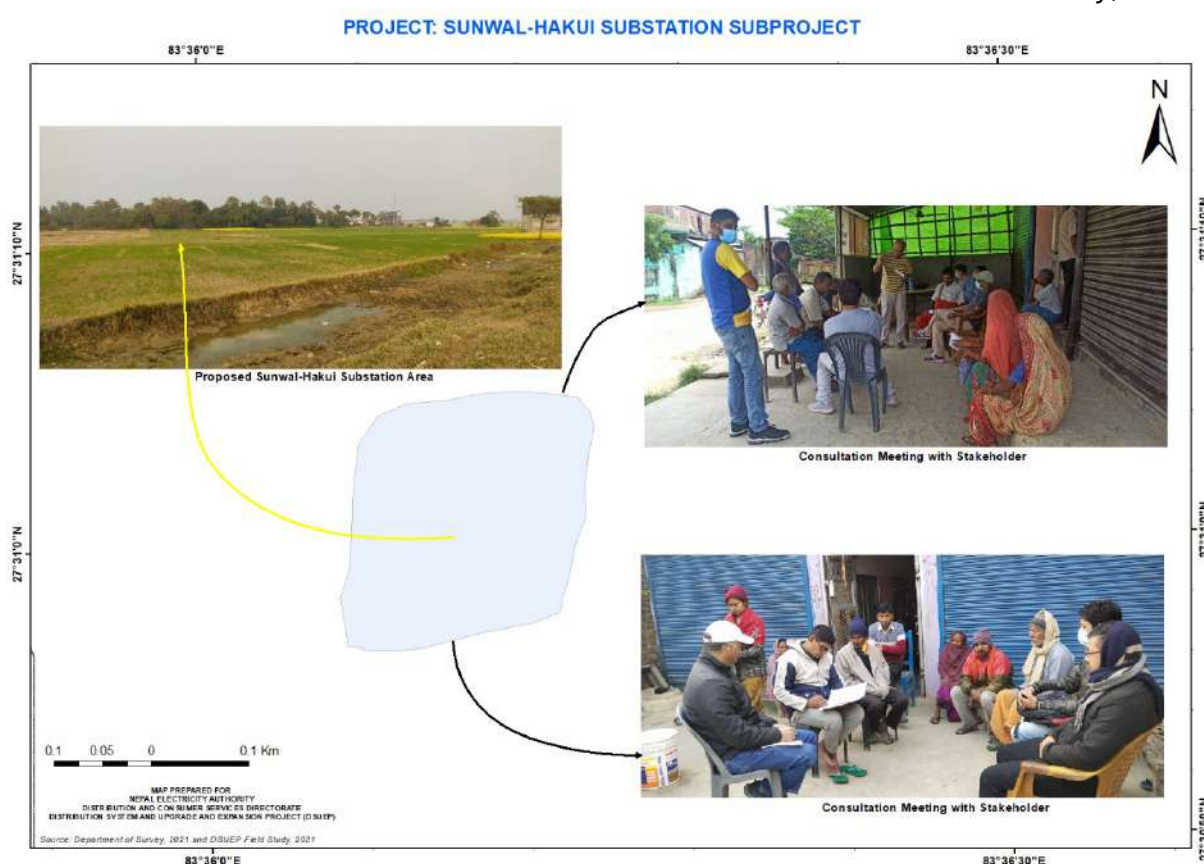 PROJECT: SUNWAL-HAKUI SUBSTATION SUBPROJECT
83°36'0"E
83°36'30"E
N
27°31'10"N
27°31'0"N
Proposed Sunwal-Hakui Substation Area
Consultation Meeting with Stakeholder
Consultation Meeting with Stakeholder
0.1 0.05 0 0.1 Km
MAP PREPARED FOR
NEPAL ELECTRICITY AUTHORITY
DISTRIBUTION AND CONSUMER SERVICES DIRECTORATE
DISTRIBUTION SYSTEM AND UPGRADE AND EXPANSION PROJECT (DSUEP)
Source: Department of Survey, 2021 and DSUEP Field Study, 2021
83°36'0"E
83°36'30"E